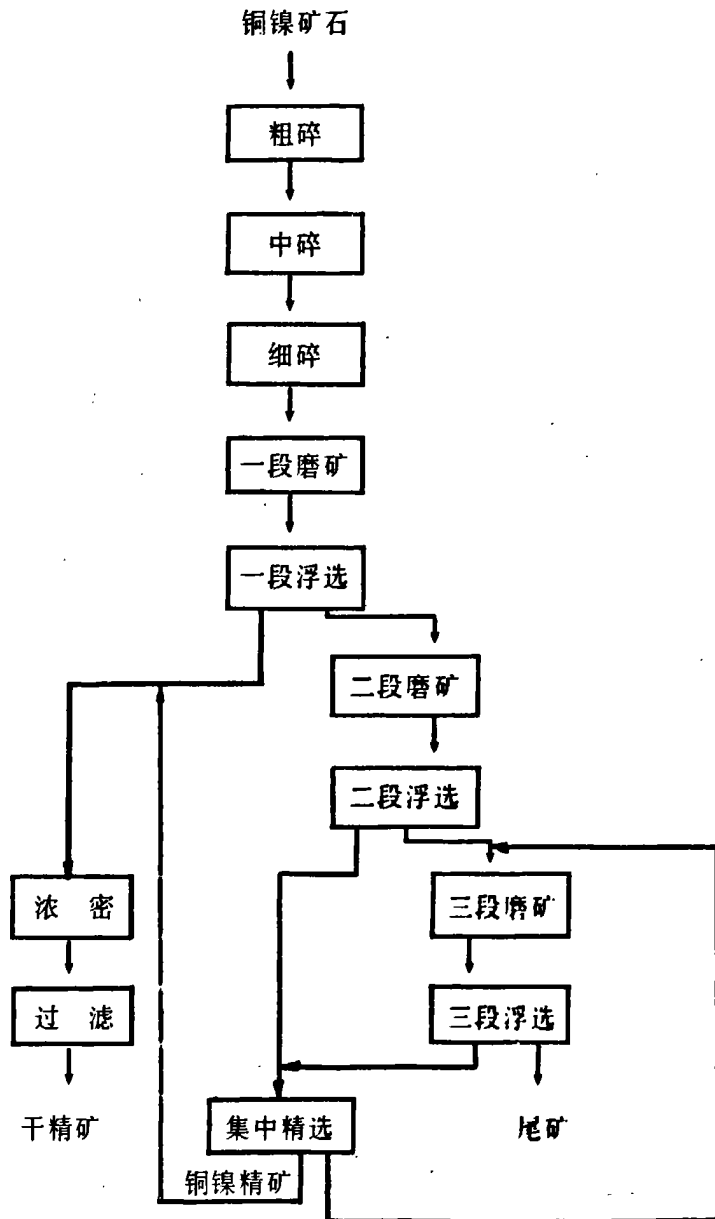 铜镍矿石
粗碎
中碎
细碎
一段磨矿
一段浮选
二段磨矿
二段浮选
浓 密
三段磨矿
过 滤
三段浮选
干精矿
集中精选
尾矿
铜镍精矿